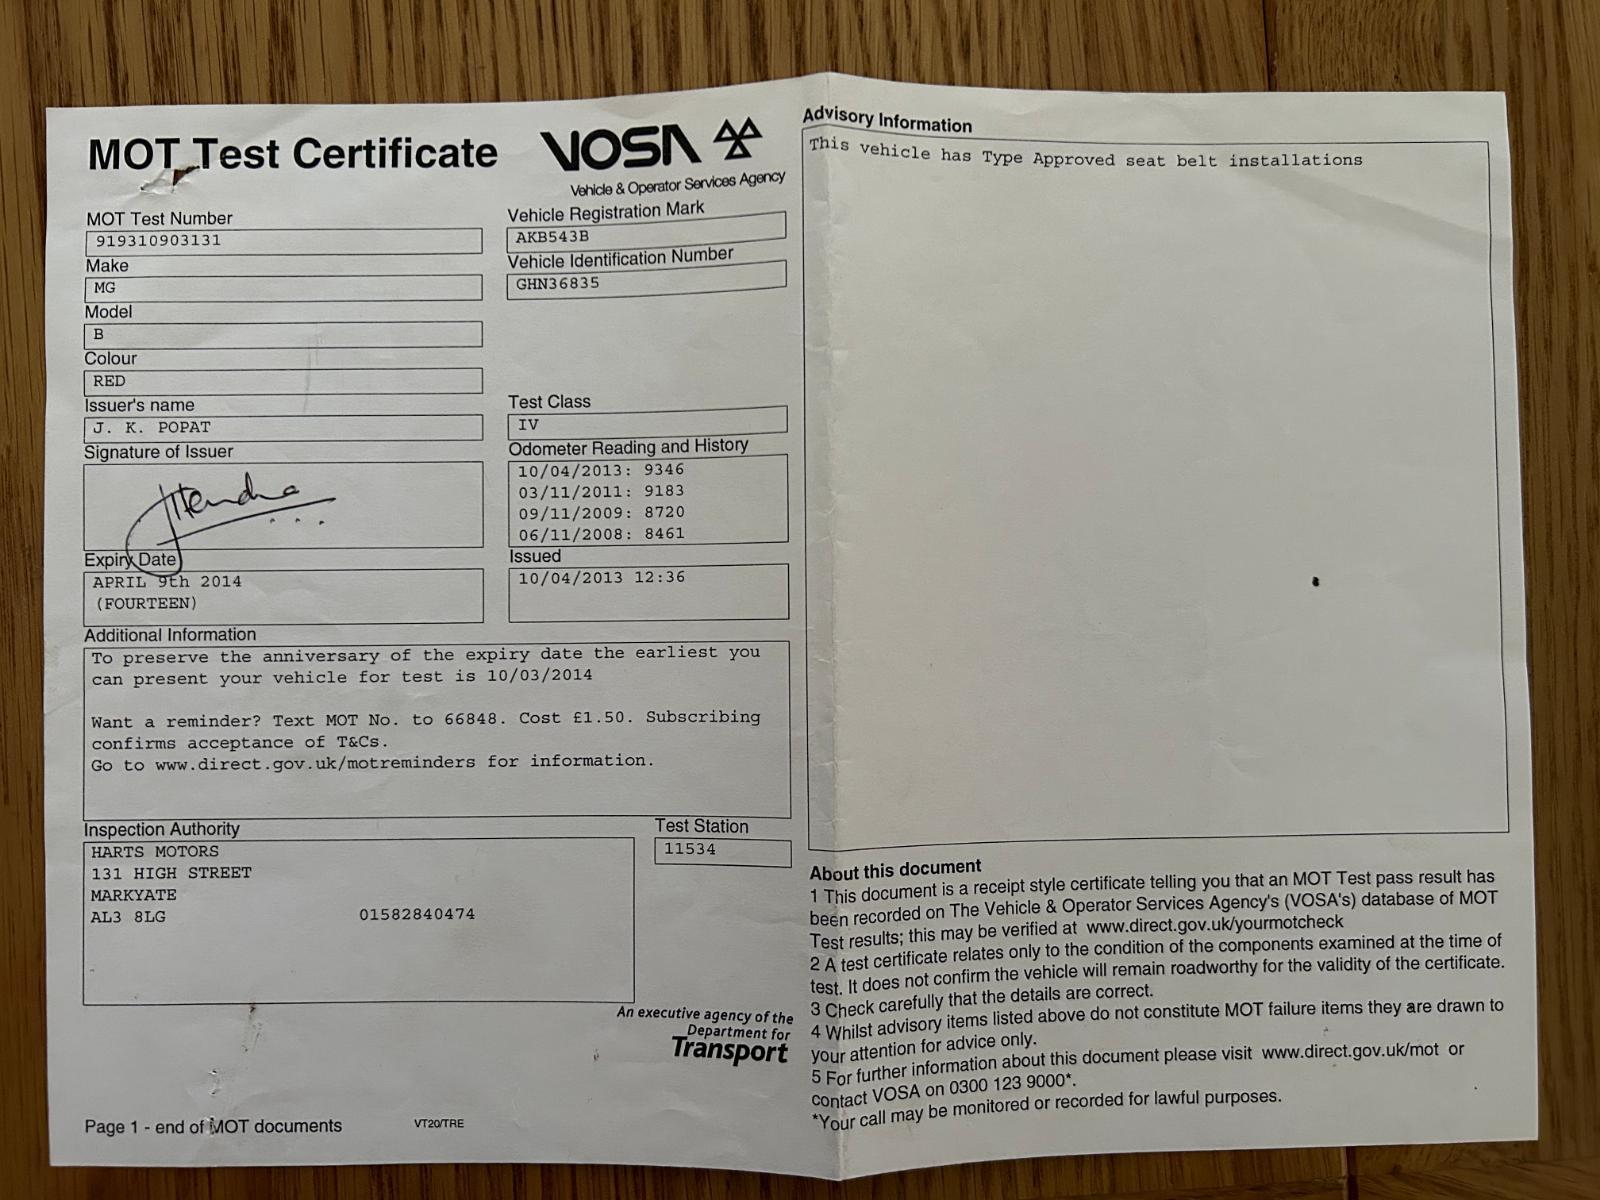 MOT Test Certificate
VOSA
Vehicle & Operator Services Agency
MOT Test Number
919310903131
Vehicle Registration Mark
AKB543B
Make
MG
Vehicle Identification Number
GHN36835
Model
B
Colour
RED
Issuer's name
J. K. POPAT
Test Class
IV
Signature of Issuer
Jitendra
Odometer Reading and History
10/04/2013: 9346
03/11/2011: 9183
09/11/2009: 8720
06/11/2008: 8461
Expiry Date
APRIL 9th 2014
(FOURTEEN)
Issued
10/04/2013 12:36
Additional Information
To preserve the anniversary of the expiry date the earliest you
can present your vehicle for test is 10/03/2014
Want a reminder? Text MOT No. to 66848. Cost £1.50. Subscribing
confirms acceptance of T&Cs.
Go to www.direct.gov.uk/motreminders for information.
Inspection Authority
HARTS MOTORS
131 HIGH STREET
MARKYATE
AL3 8LG 01582840474
Test Station
11534
An executive agency of the
Department for
Transport
Page 1 - end of MOT documents
VT20/TRE
Advisory Information
This vehicle has Type Approved seat belt installations
About this document
1 This document is a receipt style certificate telling you that an MOT Test pass result has
been recorded on The Vehicle & Operator Services Agency's (VOSA's) database of MOT
Test results; this may be verified at www.direct.gov.uk/yourmotcheck
2 A test certificate relates only to the condition of the components examined at the time of
test. It does not confirm the vehicle will remain roadworthy for the validity of the certificate.
3 Check carefully that the details are correct.
4 Whilst advisory items listed above do not constitute MOT failure items they are drawn to
your attention for advice only.
5 For further information about this document please visit www.direct.gov.uk/mot or
contact VOSA on 0300 123 9000*.
*Your call may be monitored or recorded for lawful purposes.